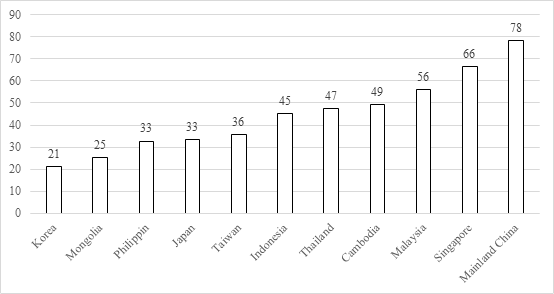 90
80
70
60
50
40
30
20
10
0
21
25
33
33
36
45
47
49
56
66
78
Korea
Mongolia
Philippin
Japan
Taiwan
Indonesia
Thailand
Cambodia
Malaysia
Singapore
Mainland China